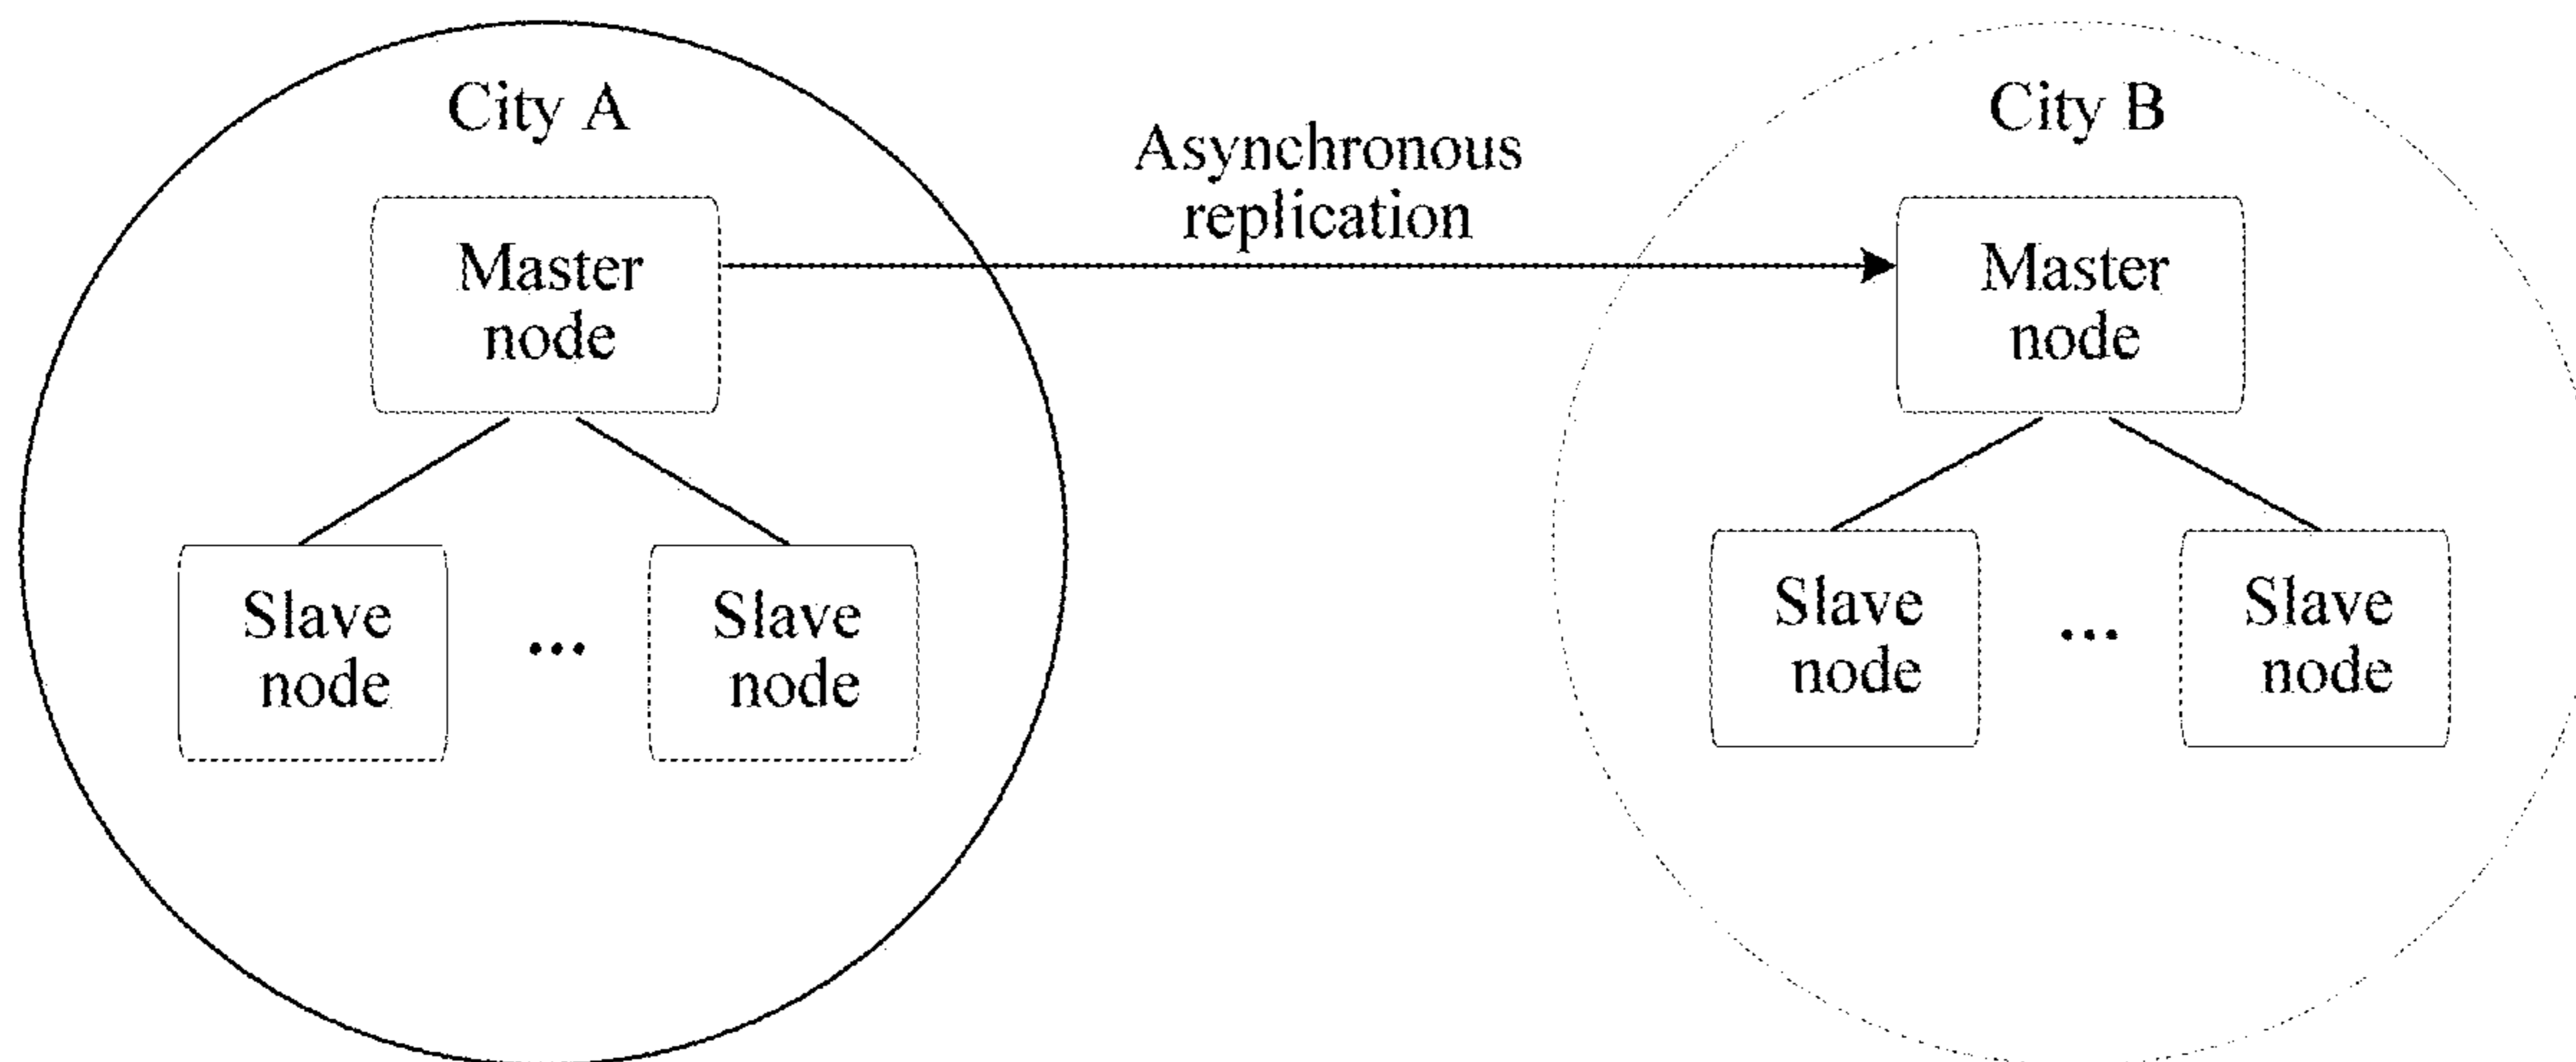 City A
Master
node
Slave
node
...
Slave
node
Asynchronous
replication
City B
Master
node
Slave
node
...
Slave
node